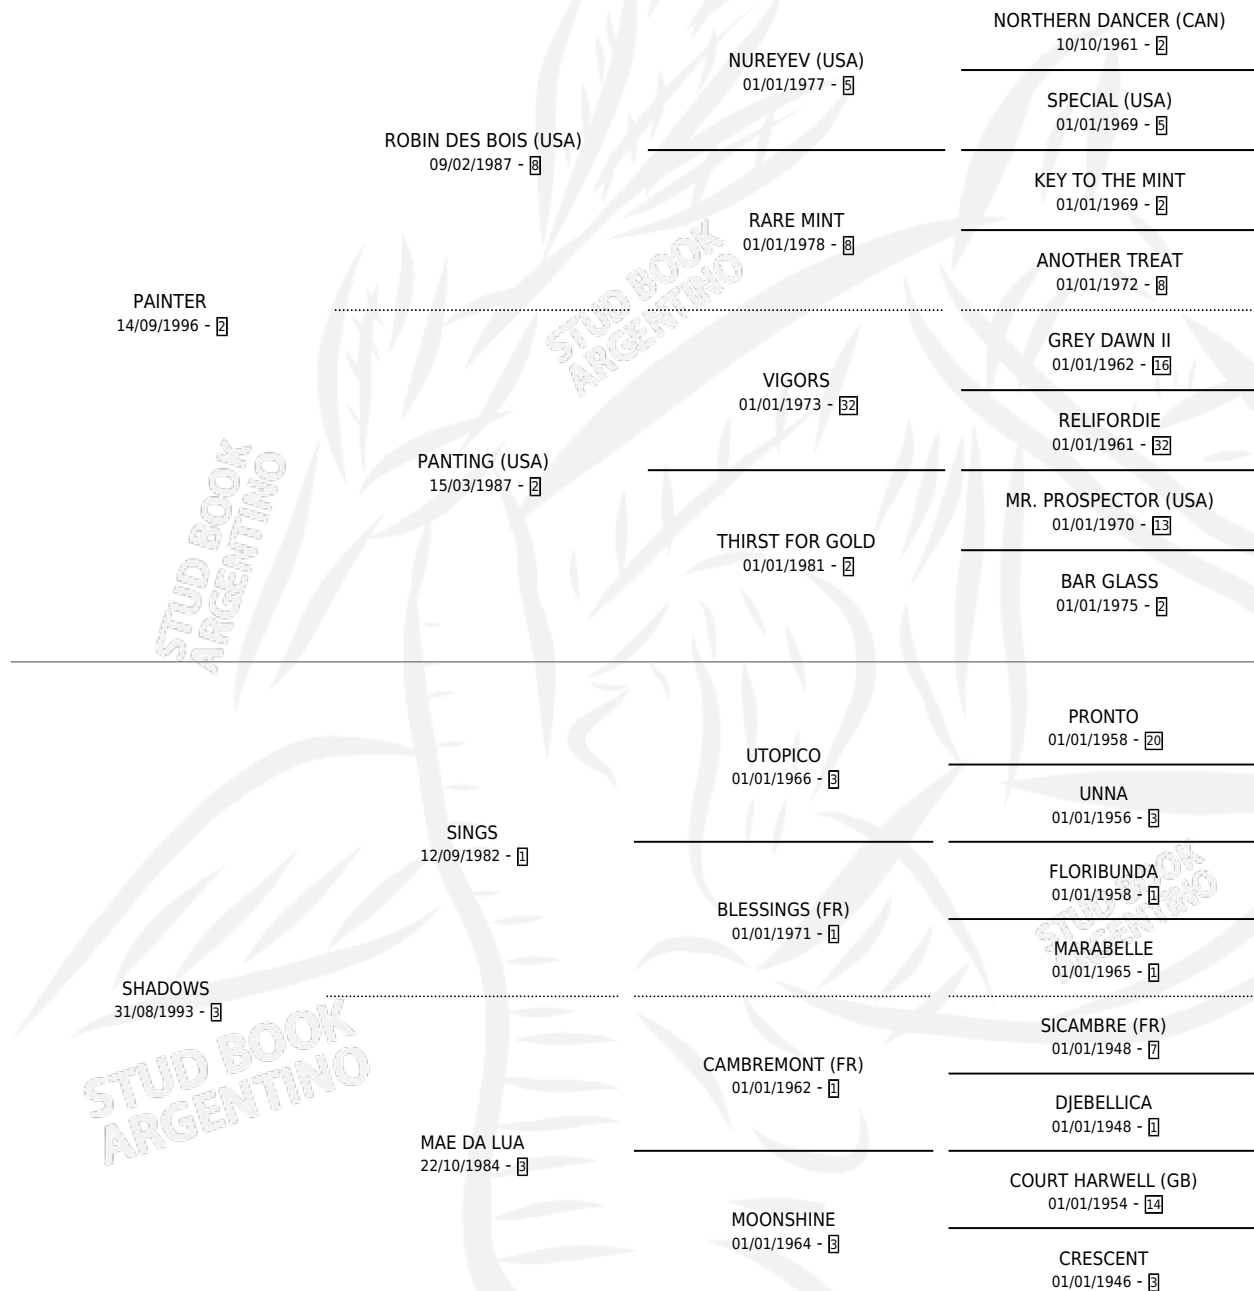 NORTHERN DANCER (CAN)
10/10/1961 - 2
NUREYEV (USA)
01/01/1977 - 5
SPECIAL (USA)
01/01/1969 - 5
ROBIN DES BOIS (USA)
09/02/1987 - 8
KEY TO THE MINT
01/01/1969 - 2
RARE MINT
01/01/1978 - 8
ANOTHER TREAT
01/01/1972 - 8
PAINTER
14/09/1996 - 2
GREY DAWN II
01/01/1962 - 16
VIGORS
01/01/1973 - 32
RELIFORDIE
01/01/1961 - 32
PANTING (USA)
15/03/1987 - 2
MR. PROSPECTOR (USA)
01/01/1970 - 13
THIRST FOR GOLD
01/01/1981 - 2
BAR GLASS
01/01/1975 - 2
PRONTO
01/01/1958 - 20
UTOPICO
01/01/1966 - 3
UNNA
01/01/1956 - 3
SINGS
12/09/1982 - 1
FLORIBUNDA
01/01/1958 - 1
BLESSINGS (FR)
01/01/1971 - 1
MARABELLE
01/01/1965 - 1
SHADOWS
31/08/1993 - 3
SICAMBRE (FR)
01/01/1948 - 7
CAMBREMONT (FR)
01/01/1962 - 1
DJEBELLICA
01/01/1948 - 1
MAE DA LUA
22/10/1984 - 3
COURT HARWELL (GB)
01/01/1954 - 14
MOONSHINE
01/01/1964 - 3
CRESCENT
01/01/1946 - 3
STUD BOOK
ARGENTINO
STUD BOOK
ARGENTINO
STUD BOOK
ARGENTINO
STUD BOOK
ARGENTINO